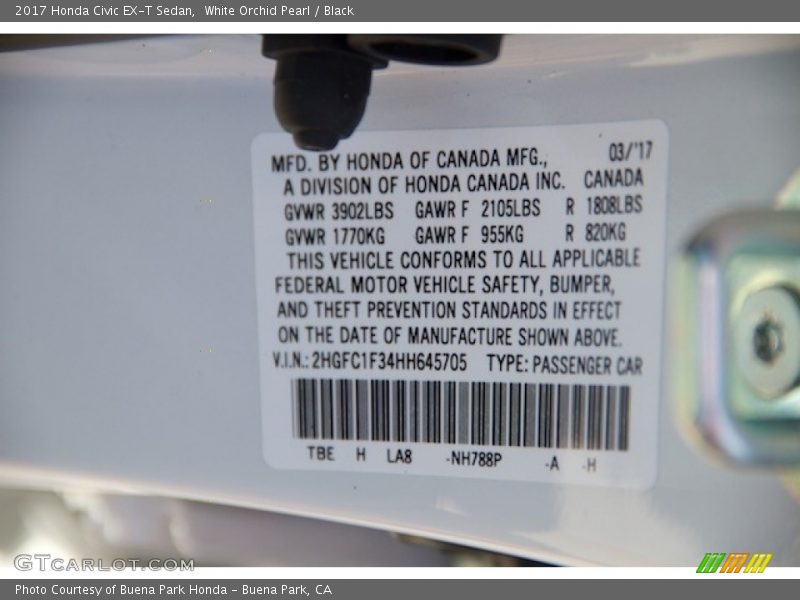 2017 Honda Civic EX-T Sedan, White Orchid Pearl / Black
MFD. BY HONDA OF CANADA MFG., 03/'17
A DIVISION OF HONDA CANADA INC. CANADA
GVWR 3902LBS GAWR F 2105LBS R 1808LBS
GVWR 1770KG GAWR F 955KG R 820KG
THIS VEHICLE CONFORMS TO ALL APPLICABLE
FEDERAL MOTOR VEHICLE SAFETY, BUMPER,
AND THEFT PREVENTION STANDARDS IN EFFECT
ON THE DATE OF MANUFACTURE SHOWN ABOVE.
V.I.N.: 2HGFC1F34HH645705 TYPE: PASSENGER CAR
TBE H LA8 -NH788P -A -H
GTCARLOT.COM
Photo Courtesy of Buena Park Honda - Buena Park, CA